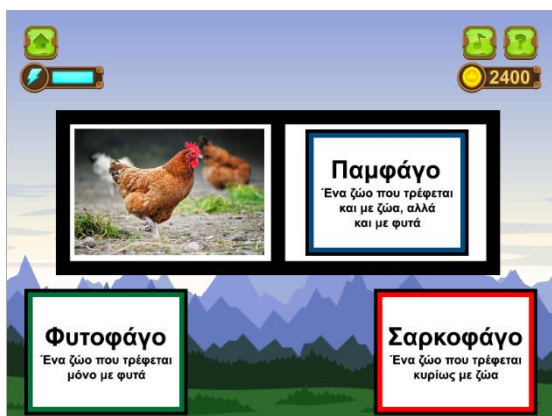 2400
Παμφάγο
Ένα ζώο που τρέφεται
και με ζώα, αλλά
και με φυτά
Φυτοφάγο
Ένα ζώο που τρέφεται
μόνο με φυτά
Σαρκοφάγο
Ένα ζώο που τρέφεται
κυρίως με ζώα